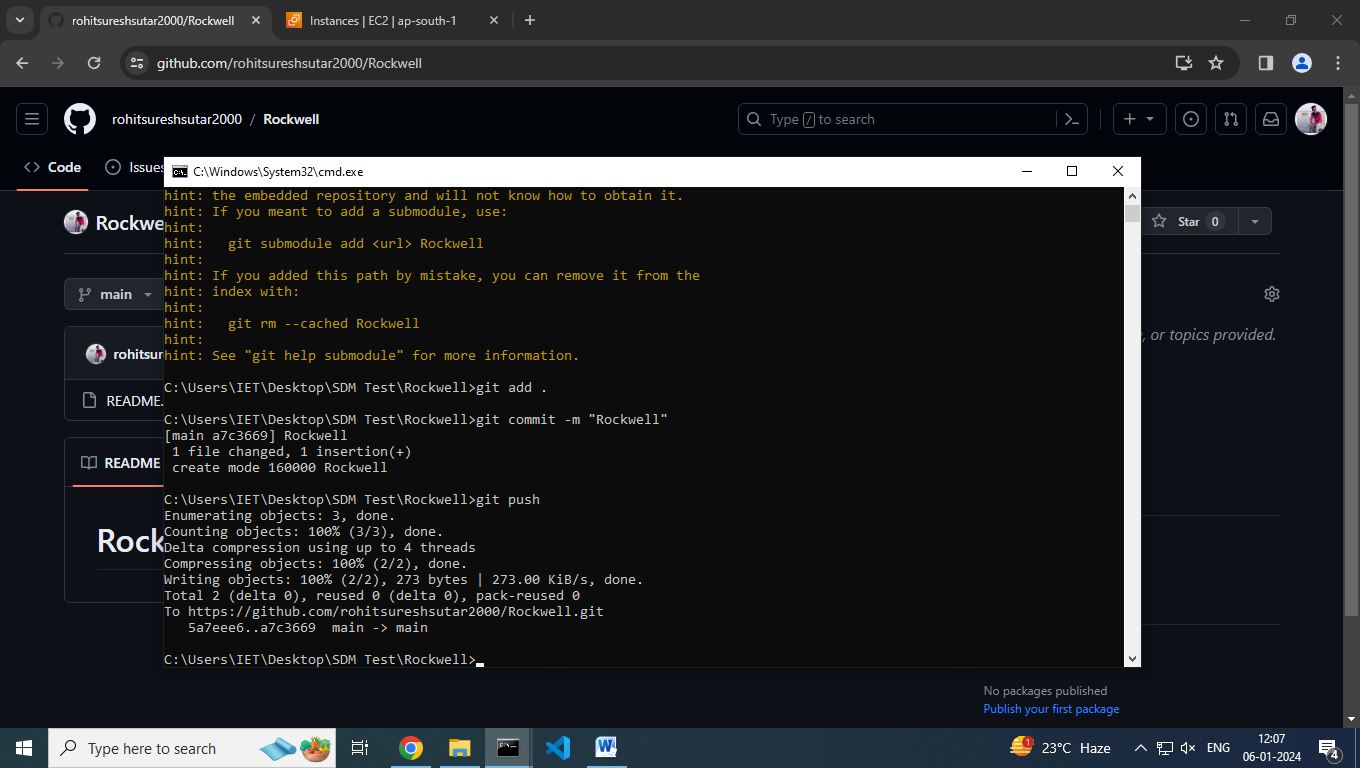 rohitsureshsutar2000/Rockwell
Instances | EC2 | ap-south-1
github.com/rohitsureshsutar2000/Rockwell
rohitsureshsutar2000 / Rockwell
Type / to search
Code
Issues
C:\Windows\System32\cmd.exe
hint: the embedded repository and will not know how to obtain it.
hint: If you meant to add a submodule, use:
hint:
hint:   git submodule add <url> Rockwell
hint:
hint: If you added this path by mistake, you can remove it from the
hint: index with:
hint:
hint:   git rm --cached Rockwell
hint:
hint: See "git help submodule" for more information.
C:\Users\IET\Desktop\SDM Test\Rockwell>git add .
C:\Users\IET\Desktop\SDM Test\Rockwell>git commit -m "Rockwell"
[main a7c3669] Rockwell
 1 file changed, 1 insertion(+)
 create mode 160000 Rockwell
C:\Users\IET\Desktop\SDM Test\Rockwell>git push
Enumerating objects: 3, done.
Counting objects: 100% (3/3), done.
Delta compression using up to 4 threads
Compressing objects: 100% (2/2), done.
Writing objects: 100% (2/2), 273 bytes | 273.00 KiB/s, done.
Total 2 (delta 0), reused 0 (delta 0), pack-reused 0
To https://github.com/rohitsureshsutar2000/Rockwell.git
   5a7eee6..a7c3669  main -> main
C:\Users\IET\Desktop\SDM Test\Rockwell>
Rockwe
Star 0
main
, or topics provided.
rohitsur
README.
README
Rock
No packages published
Publish your first package
Type here to search
1
23°C Haze
ENG
12:07
06-01-2024
4